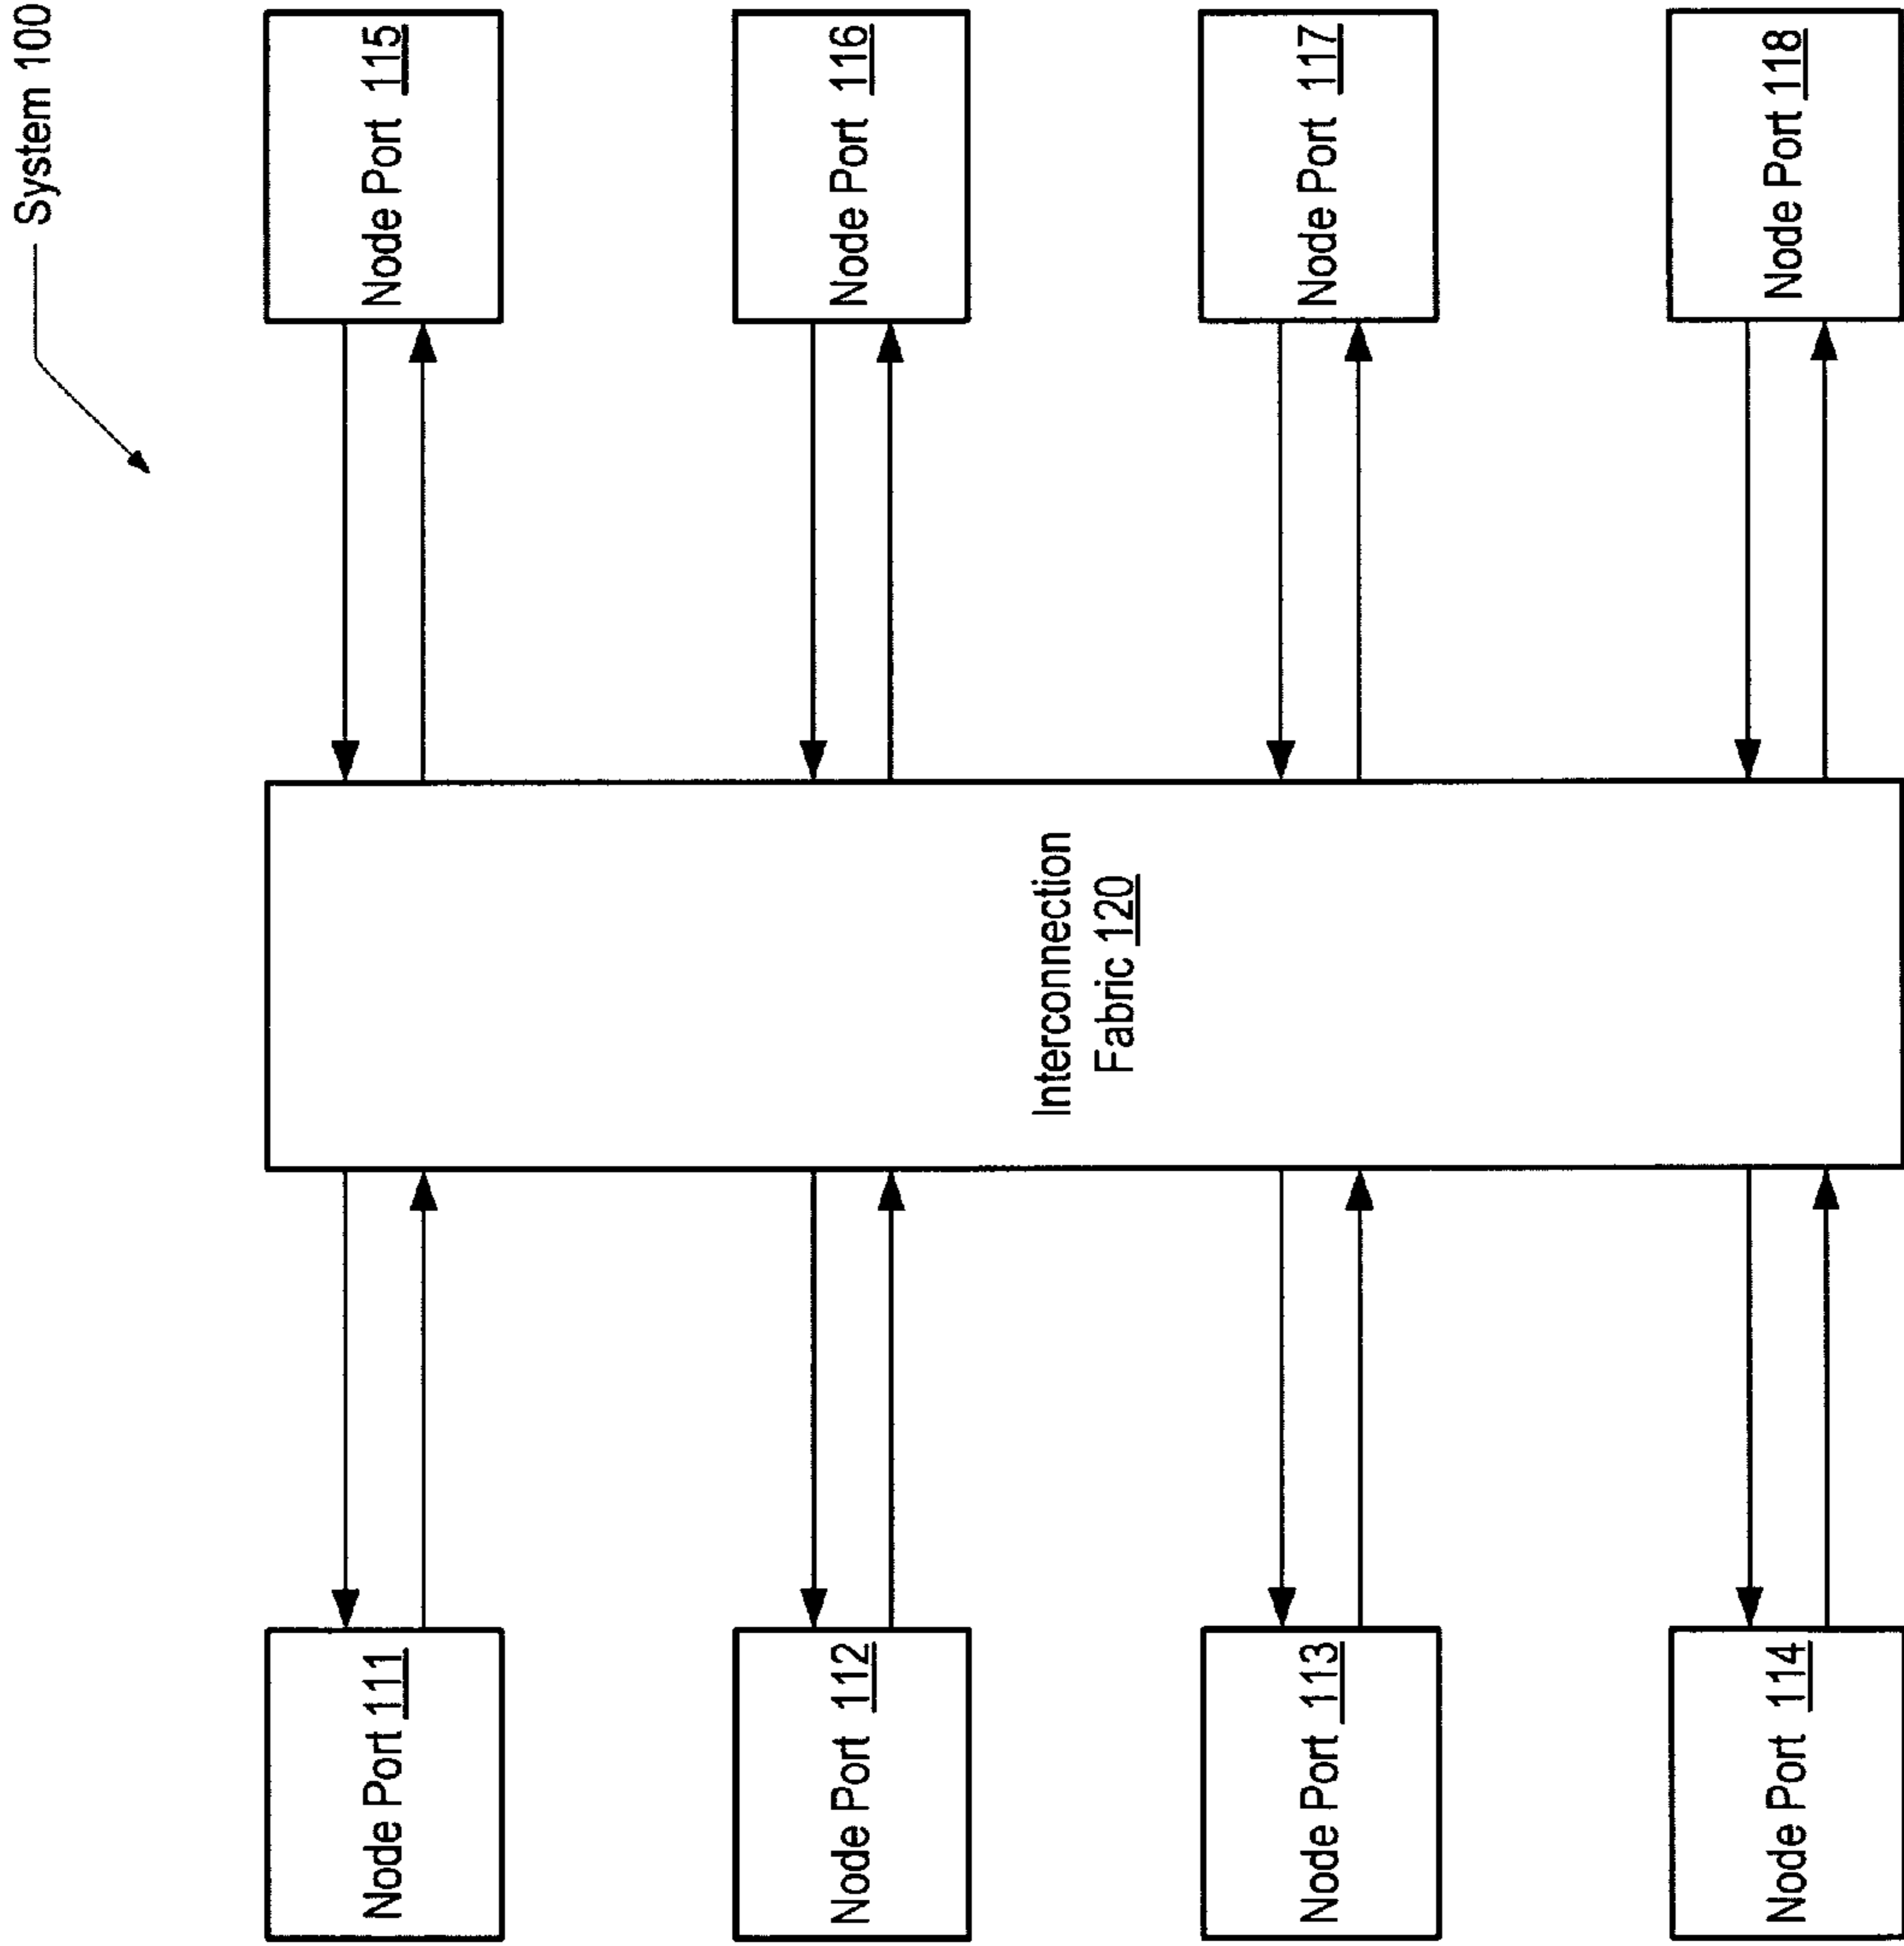 System 100
Node Port 111
Node Port 112
Node Port 113
Node Port 114
Interconnection
Fabric 120
Node Port 115
Node Port 116
Node Port 117
Node Port 118